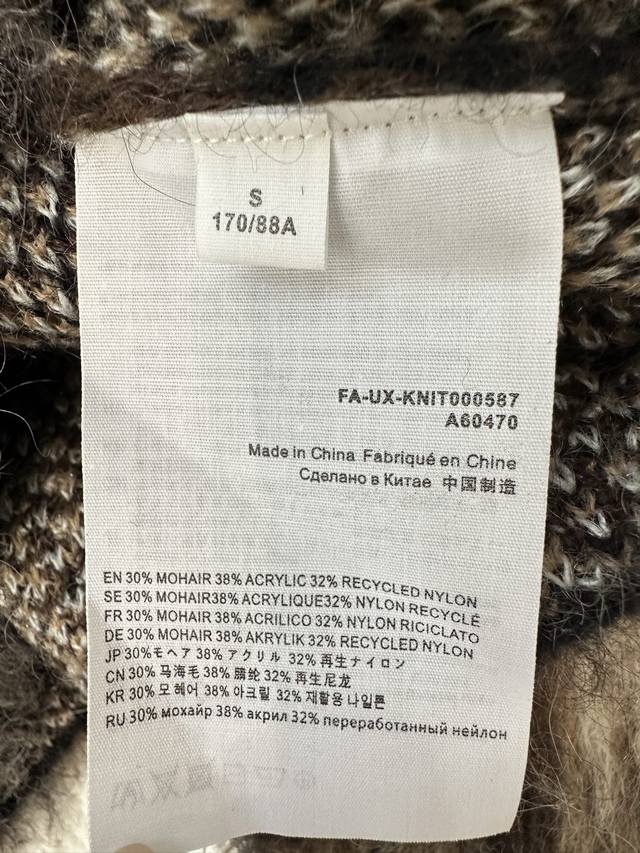 S
170/88A
FA-UX-KNIT000587
A60470
Made in China Fabriqué en Chine
Сделано в Китае 中国制造
EN 30% MOHAIR 38% ACRYLIC 32% RECYCLED NYLON
SE 30% MOHAIR38% ACRYLIQUE32% NYLON RECYCLÉ
FR 30% MOHAIR 38% ACRILICO 32% NYLON RICICLATO
DE 30% MOHAIR 38% AKRYLIK 32% RECYCLED NYLON
JP 30%モヘア 38% アクリル 32% 再生ナイロン
CN 30% 马海毛 38% 腈纶 32% 再生尼龙
KR 30% 모헤어 38% 아크릴 32% 재활용 나일론
RU 30% мохайр 38% акрил 32% переработанный нейлон